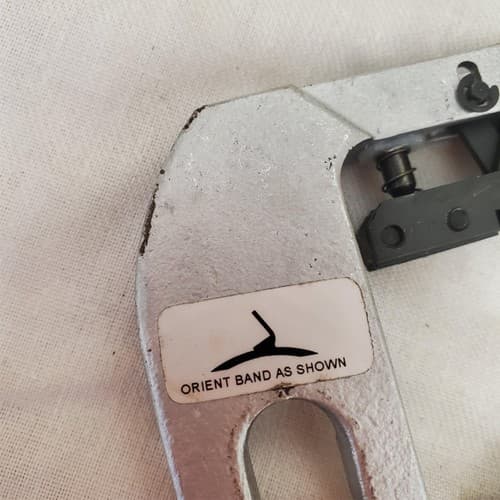 ORIENT BAND AS SHOWN